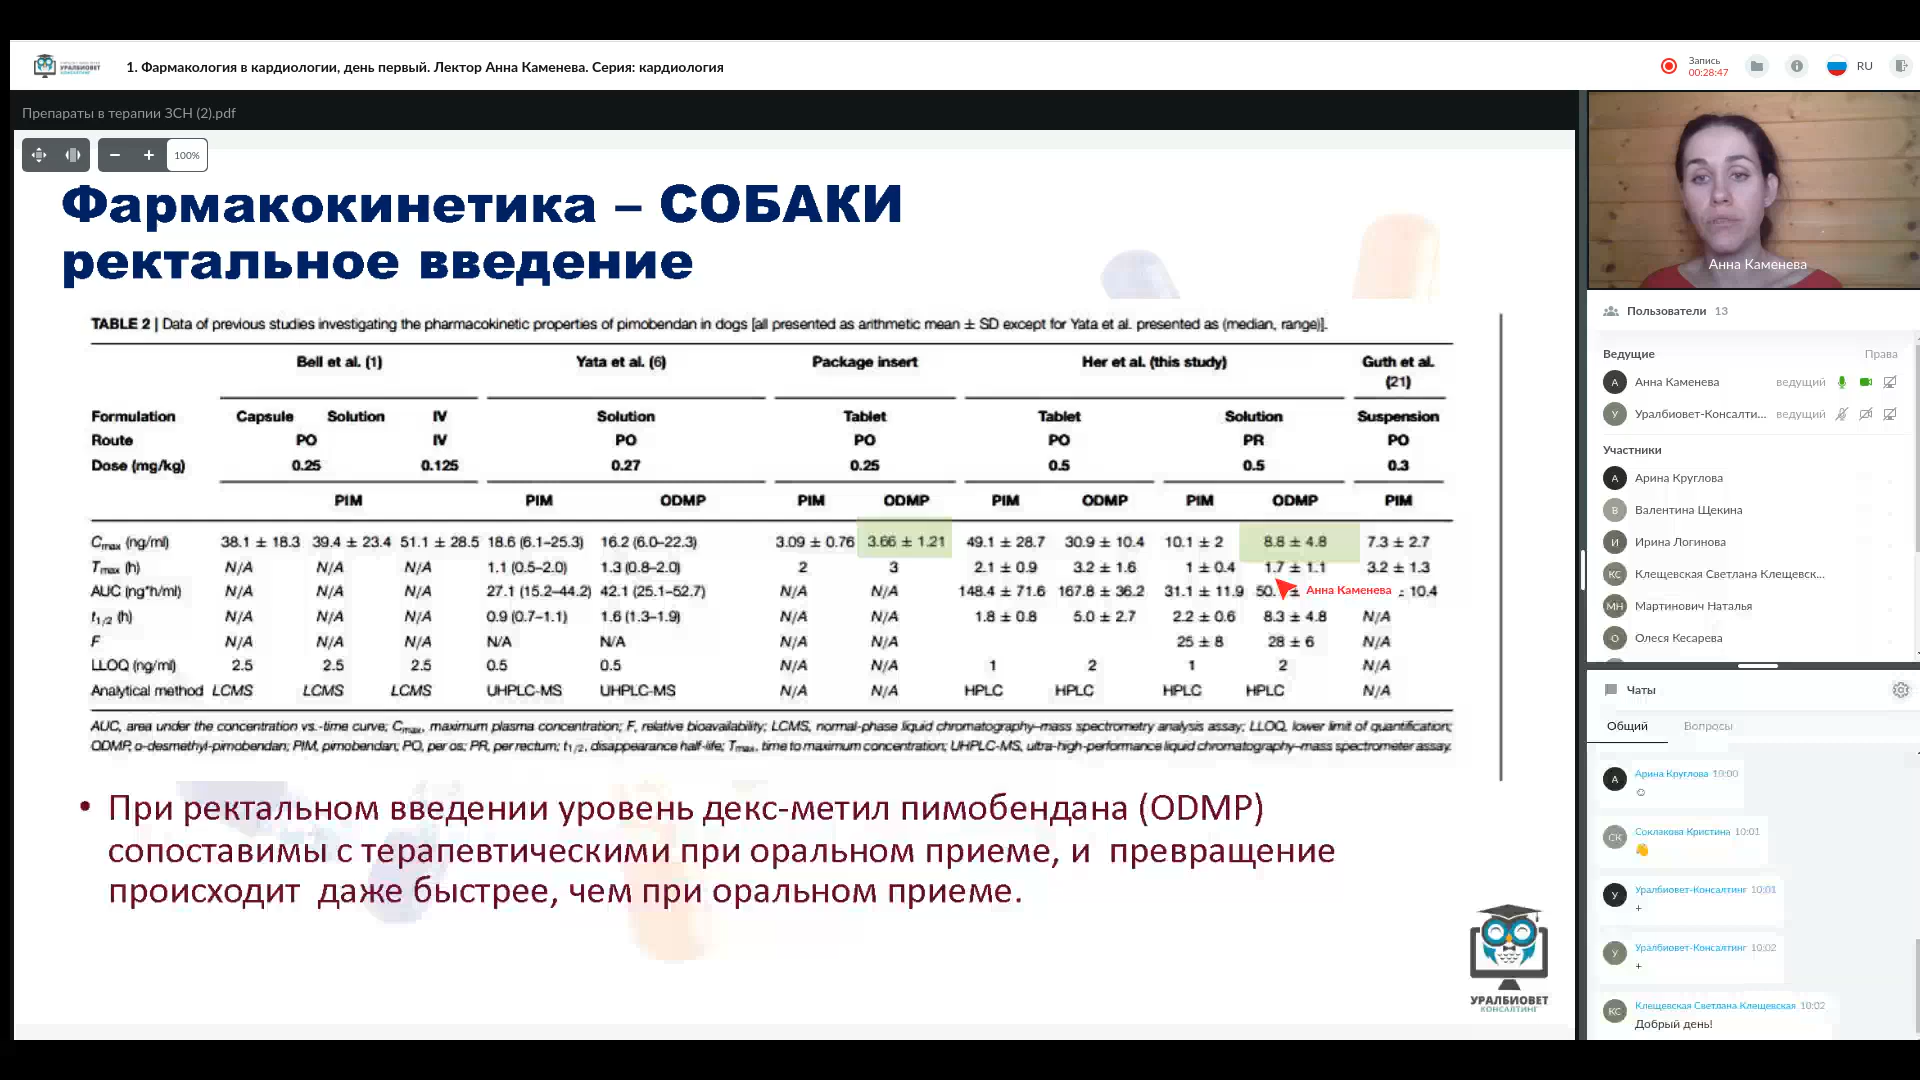 УРАЛБИОВЕТ
КОНСАЛТИНГ
1. Фармакология в кардиологии, день первый. Лектор Анна Каменева. Серия: кардиология
Запись
00:28:47
RU
Препараты в терапии ЗСН (2).pdf
100%
Фармакокинетика – СОБАКИ
ректальное введение
TABLE 2 | Data of previous studies investigating the pharmacokinetic properties of pimobendan in dogs [all presented as arithmetic mean ± SD except for Yata et al. presented as (median, range)].
Bell et al. (1) Yata et al. (6) Package insert Her et al. (this study) Guth et al. (21)
Formulation Capsule Solution IV Solution Tablet Tablet Solution Suspension
Route PO IV PO PO PO PR PO
Dose (mg/kg) 0.25 0.125 0.27 0.25 0.5 0.5 0.3
PIM PIM ODMP PIM ODMP PIM ODMP PIM ODMP PIM
Cmax (ng/ml) 38.1 ± 18.3 39.4 ± 23.4 51.1 ± 28.5 18.6 (6.1–25.3) 16.2 (6.0–22.3) 3.09 ± 0.76 3.66 ± 1.21 49.1 ± 28.7 30.9 ± 10.4 10.1 ± 2 8.8 ± 4.8 7.3 ± 2.7
Tmax (h) N/A N/A N/A 1.1 (0.5–2.0) 1.3 (0.8–2.0) 2 3 2.1 ± 0.9 3.2 ± 1.6 1 ± 0.4 1.7 ± 1.1 3.2 ± 1.3
AUC (ng*h/ml) N/A N/A N/A 27.1 (15.2–44.2) 42.1 (25.1–52.7) N/A N/A 148.4 ± 71.6 167.8 ± 36.2 31.1 ± 11.9 50. ± Анна Каменева 10.4
t1/2 (h) N/A N/A N/A 0.9 (0.7–1.1) 1.6 (1.3–1.9) N/A N/A 1.8 ± 0.8 5.0 ± 2.7 2.2 ± 0.6 8.3 ± 4.8 N/A
F N/A N/A N/A N/A N/A N/A N/A 25 ± 8 28 ± 6 N/A
LLOQ (ng/ml) 2.5 2.5 2.5 0.5 0.5 N/A N/A 1 2 1 2 N/A
Analytical method LCMS LCMS LCMS UHPLC-MS UHPLC-MS N/A N/A HPLC HPLC HPLC HPLC N/A
AUC, area under the concentration vs.-time curve; Cmax, maximum plasma concentration; F, relative bioavailability; LCMS, normal-phase liquid chromatography–mass spectrometry analysis assay; LLOQ, lower limit of quantification;
ODMP, o-desmethyl-pimobendan; PIM, pimobendan; PO, per os; PR, per rectum; t1/2, disappearance half-life; Tmax, time to maximum concentration; UHPLC-MS, ultra-high-performance liquid chromatography–mass spectrometer assay.
• При ректальном введении уровень декс-метил пимобендана (ODMP)
сопоставимы с терапевтическими при оральном приеме, и превращение
происходит даже быстрее, чем при оральном приеме.
УРАЛБИОВЕТ
КОНСАЛТИНГ
Анна Каменева
Пользователи 13
Ведущие Права
А Анна Каменева ведущий
У Уралбиовет-Консалти... ведущий
Участники
А Арина Круглова
В Валентина Щекина
И Ирина Логинова
КС Клещевская Светлана Клещевск...
МН Мартинович Наталья
О Олеся Кесарева
Чаты
Общий Вопросы
А Арина Круглова 10:00
☺
СК Соклакова Кристина 10:01
👋
У Уралбиовет-Консалтинг 10:01
+
У Уралбиовет-Консалтинг 10:02
+
КС Клещевская Светлана Клещевская 10:02
Добрый день!